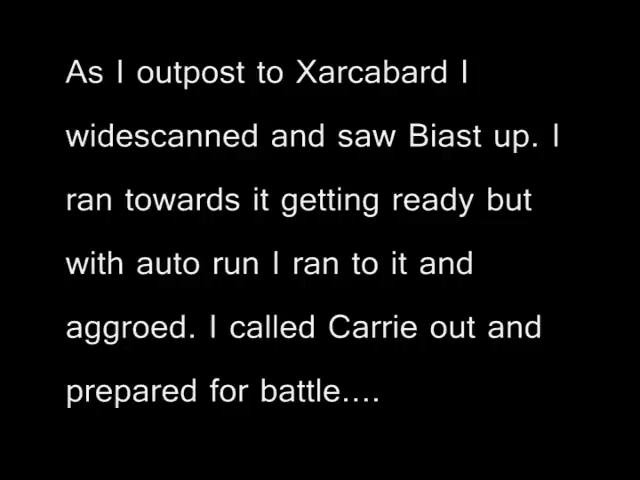 As I outpost to Xarcabard I
widescanned and saw Biast up. I
ran towards it getting ready but
with auto run I ran to it and
aggroed. I called Carrie out and
prepared for battle....